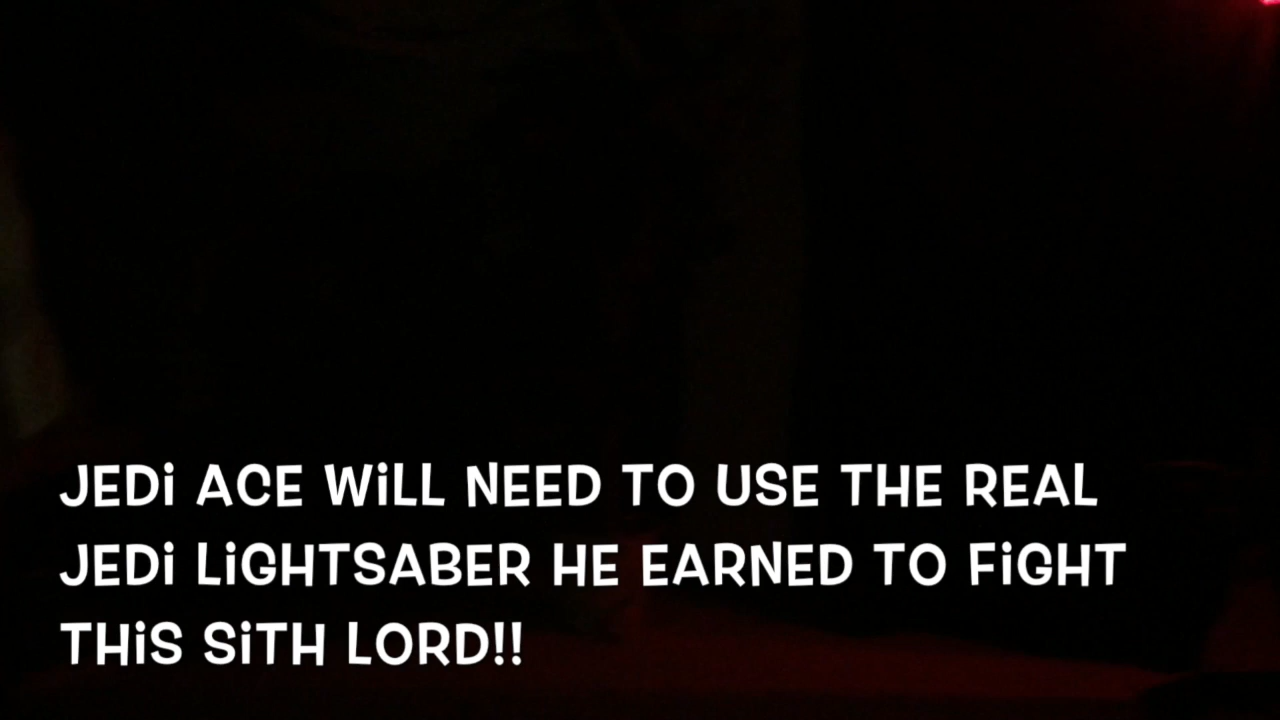 JEDi ACE WiLL NEED TO USE THE REAL
JEDi LiGHTSABER HE EARNED TO FiGHT
THiS SiTH LORD!!